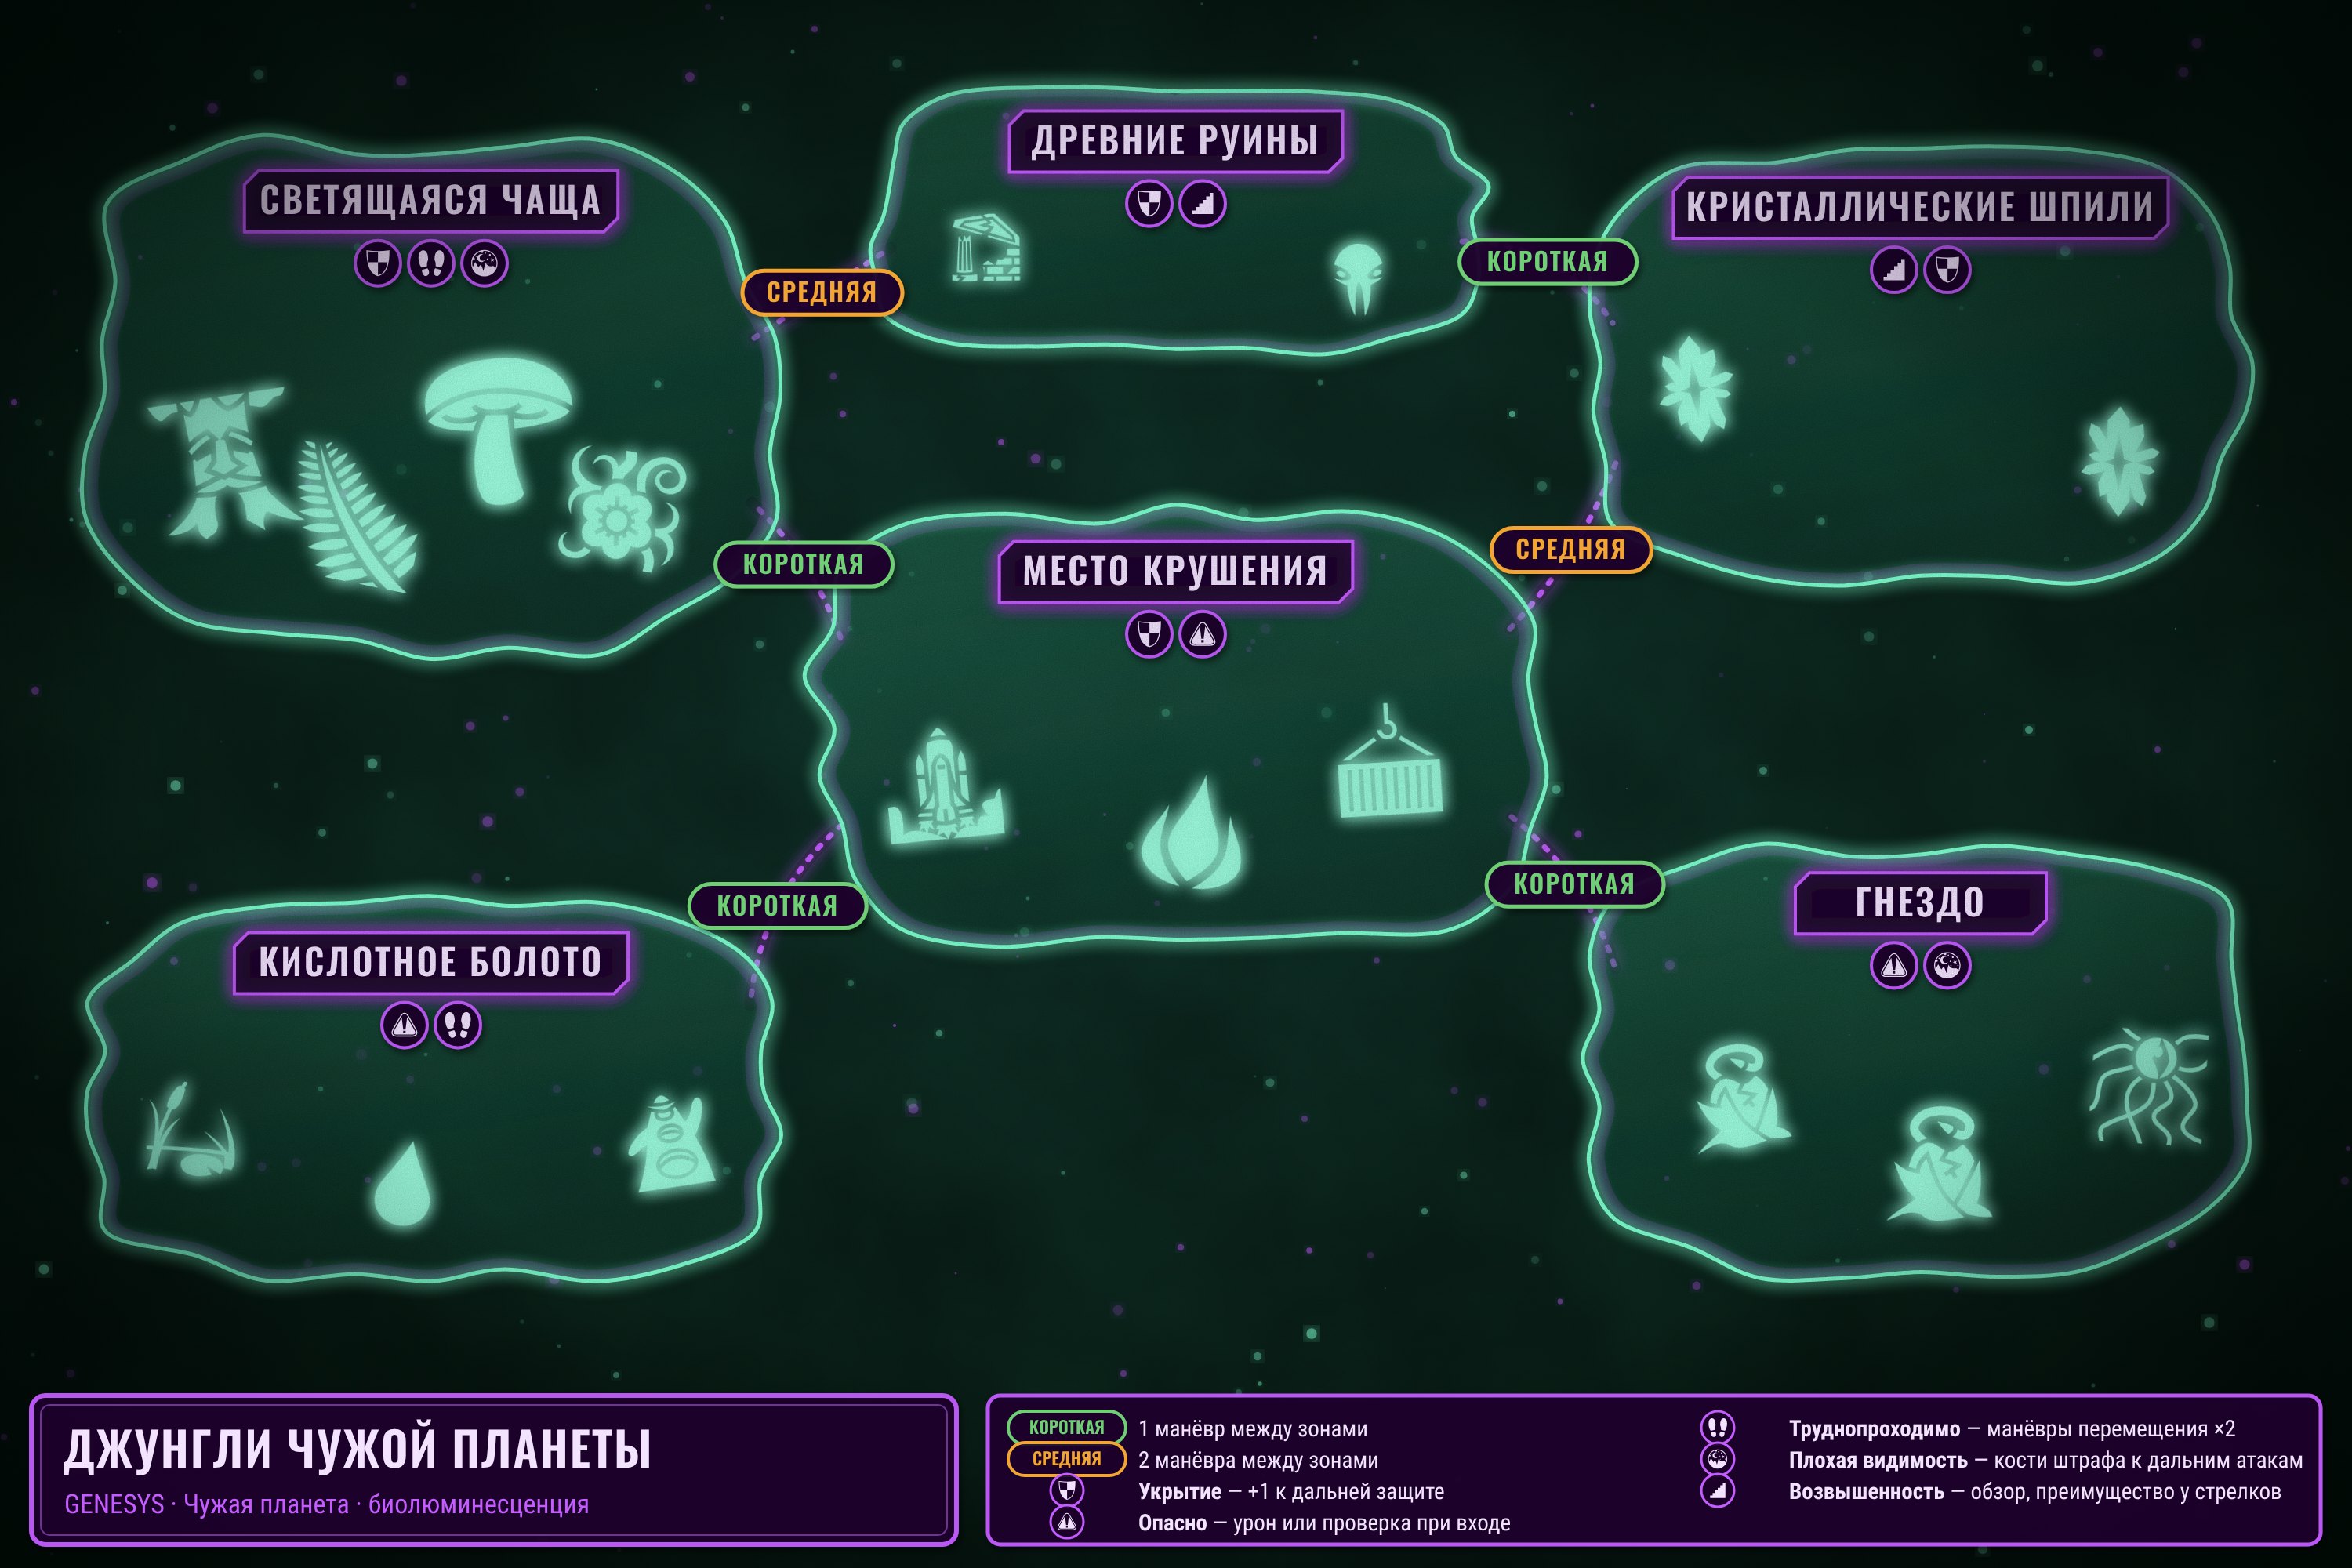 ДРЕВНИЕ РУИНЫ
СВЕТЯЩАЯСЯ ЧАЩА
КРИСТАЛЛИЧЕСКИЕ ШПИЛИ
КОРОТКАЯ
СРЕДНЯЯ
СРЕДНЯЯ
КОРОТКАЯ
МЕСТО КРУШЕНИЯ
КОРОТКАЯ
КОРОТКАЯ
ГНЕЗДО
КИСЛОТНОЕ БОЛОТО
ДЖУНГЛИ ЧУЖОЙ ПЛАНЕТЫ
GENESYS · Чужая планета · биолюминесценция
КОРОТКАЯ 1 манёвр между зонами
СРЕДНЯЯ 2 манёвра между зонами
Укрытие — +1 к дальней защите
Опасно — урон или проверка при входе
Труднопроходимо — манёвры перемещения ×2
Плохая видимость — кости штрафа к дальним атакам
Возвышенность — обзор, преимущество у стрелков